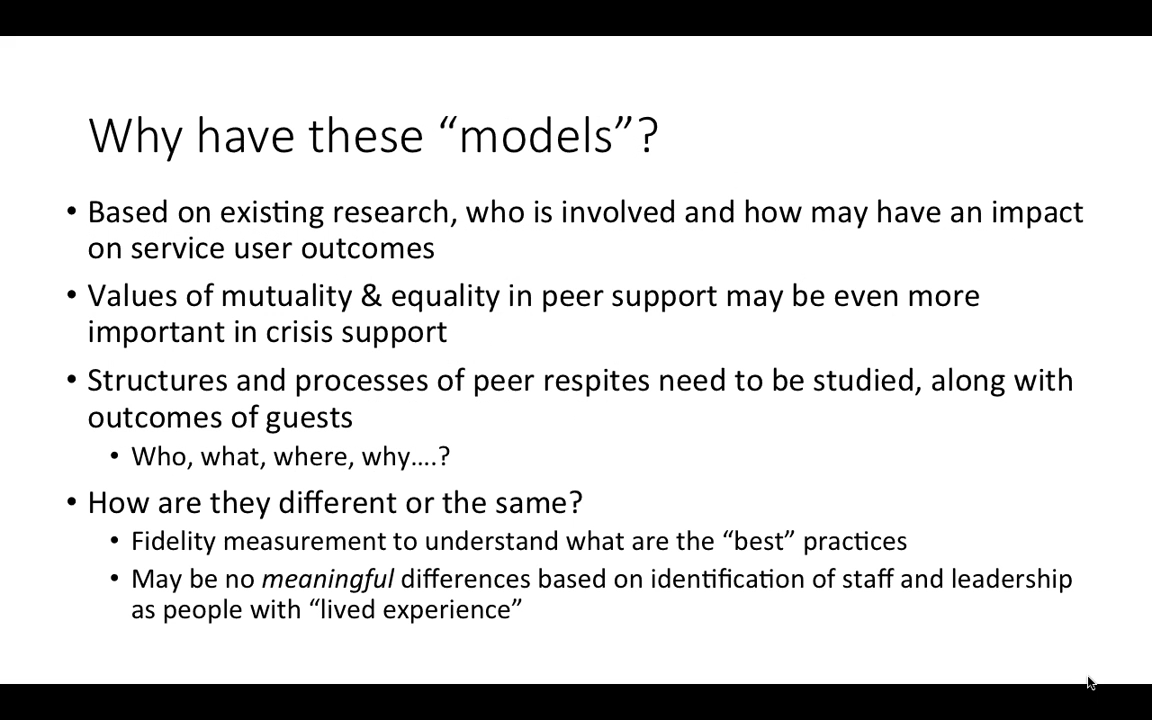 Why have these “models”?
• Based on existing research, who is involved and how may have an impact
on service user outcomes
• Values of mutuality & equality in peer support may be even more
important in crisis support
• Structures and processes of peer respites need to be studied, along with
outcomes of guests
• Who, what, where, why....?
• How are they different or the same?
• Fidelity measurement to understand what are the “best” practices
• May be no meaningful differences based on identification of staff and leadership
as people with “lived experience”